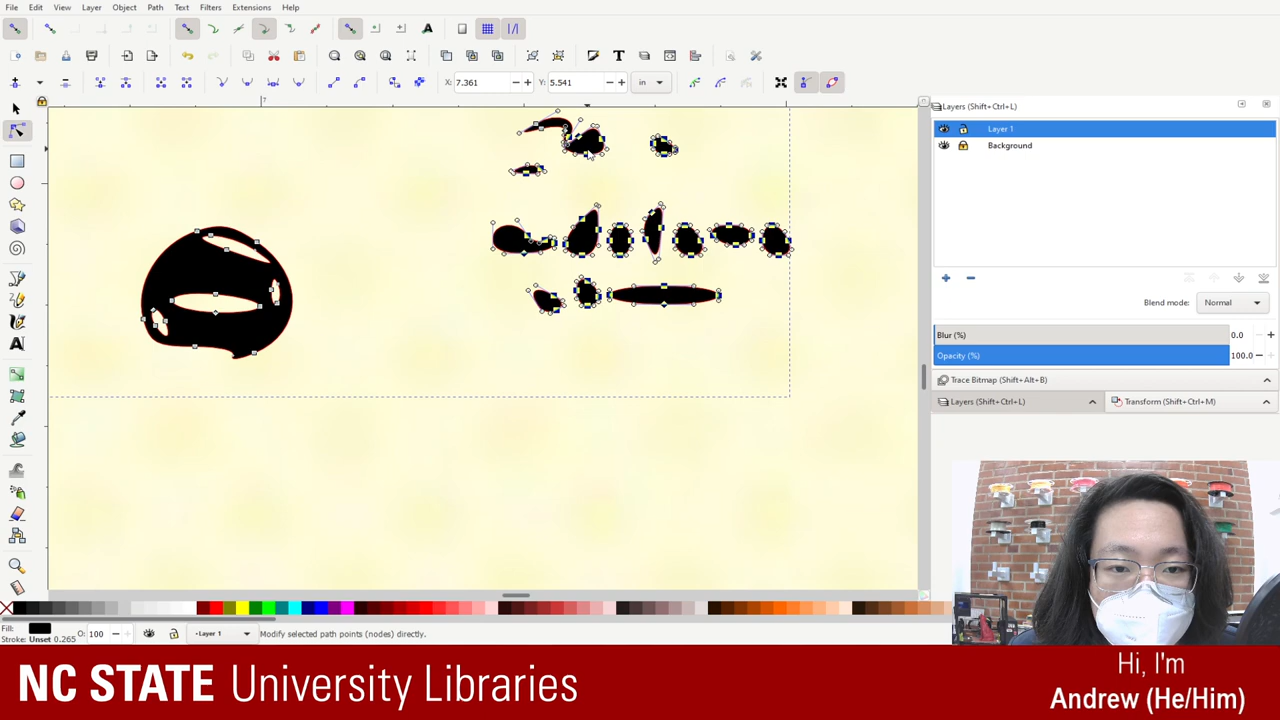 File Edit View Layer Object Path Text Filters Extensions Help
X: 7.361 Y: 5.541 in
Layers (Shift+Ctrl+L)
7
Layer 1
Background
Blend mode: Normal
Blur (%) 0.0
Opacity (%) 100.0
Trace Bitmap (Shift+Alt+B)
Layers (Shift+Ctrl+L) Transform (Shift+Ctrl+M)
Fill:
Stroke: Unset 0.265
O: 100
Layer 1
Modify selected path points (nodes) directly.
NC STATE University Libraries
Hi, I'm
Andrew (He/Him)